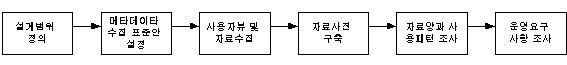 설계범위
정의
메타데이타
수집 표준안
설정
사용자뷰 및
자료수집
자료사전
구축
자료양과 사
용패턴 조사
운영요구
사항 조사